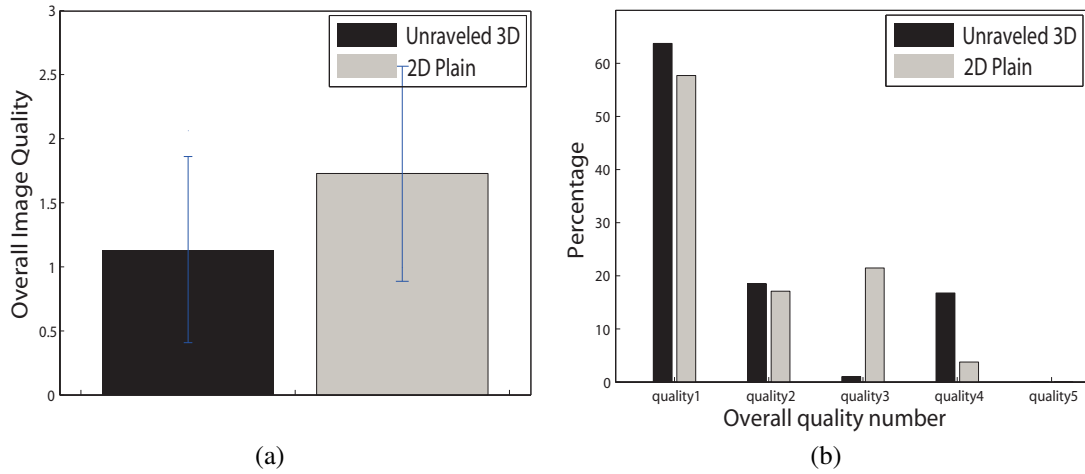 3
2.5
2
1.5
1
0.5
0
Overall Image Quality
Unraveled 3D
2D Plain
(a)
60
50
40
30
20
10
0
Percentage
Unraveled 3D
2D Plain
quality1 quality2 quality3 quality4 quality5
Overall quality number
(b)